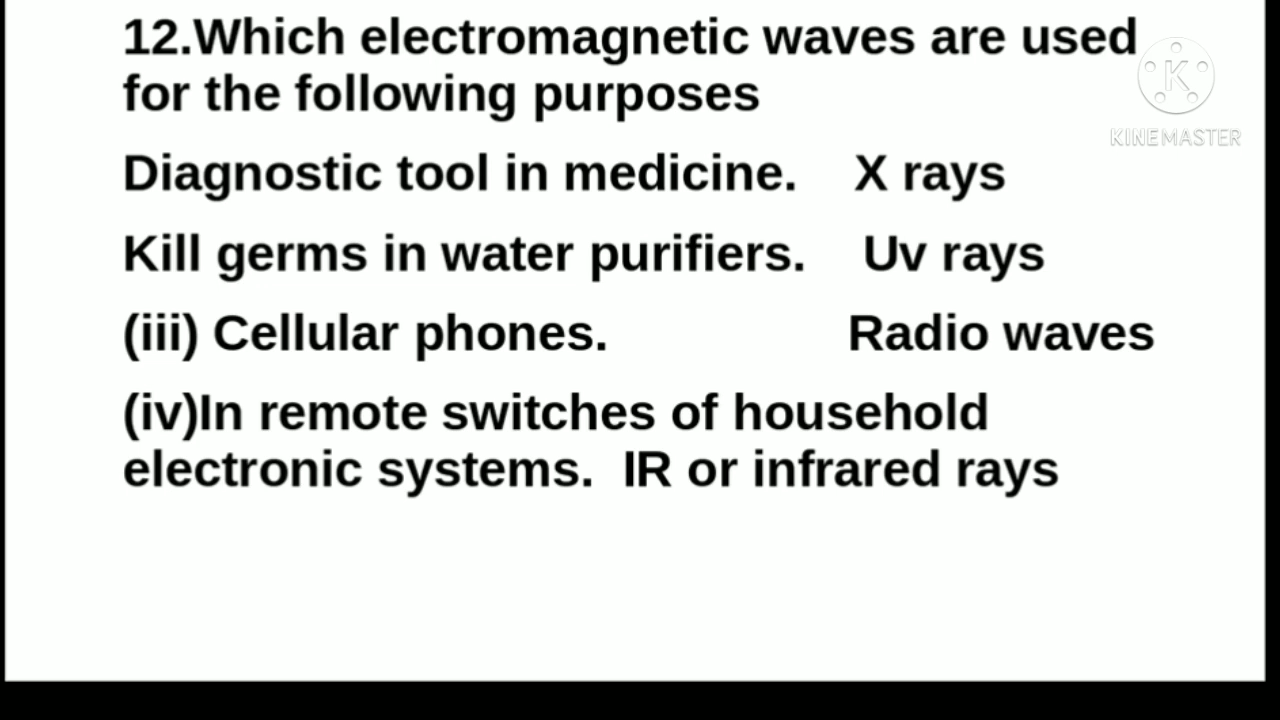 12.Which electromagnetic waves are used
for the following purposes
K
KINEMASTER
Diagnostic tool in medicine. X rays
Kill germs in water purifiers. Uv rays
(iii) Cellular phones. Radio waves
(iv)In remote switches of household
electronic systems. IR or infrared rays